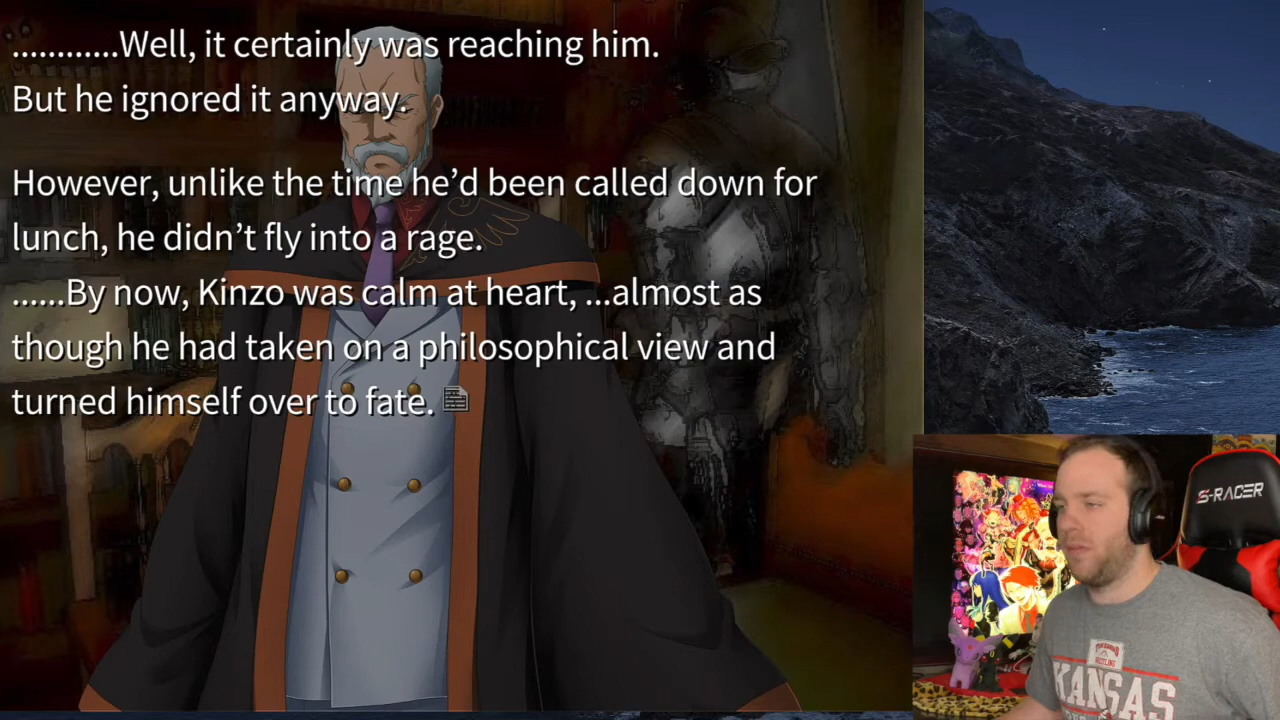 ............Well, it certainly was reaching him.
But he ignored it anyway.
However, unlike the time he’d been called down for
lunch, he didn’t fly into a rage.
......By now, Kinzo was calm at heart, ...almost as
though he had taken on a philosophical view and
turned himself over to fate.
S-RACER
KANSAS